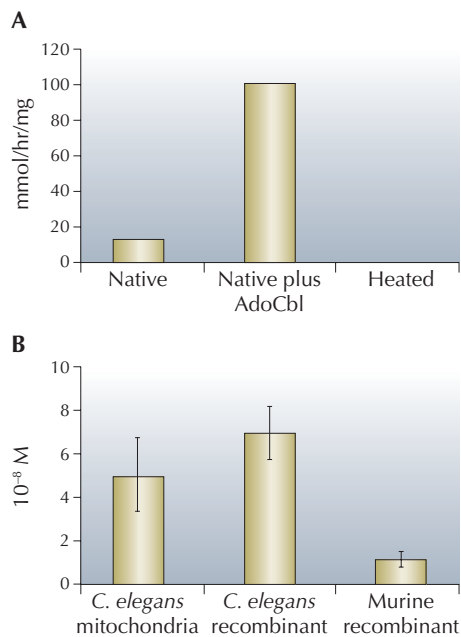 A
mmol/hr/mg
120
100
80
60
40
20
0
Native
Native plus
AdoCbl
Heated
B
10⁻⁸ M
10
8
6
4
2
0
C. elegans
mitochondria
C. elegans
recombinant
Murine
recombinant